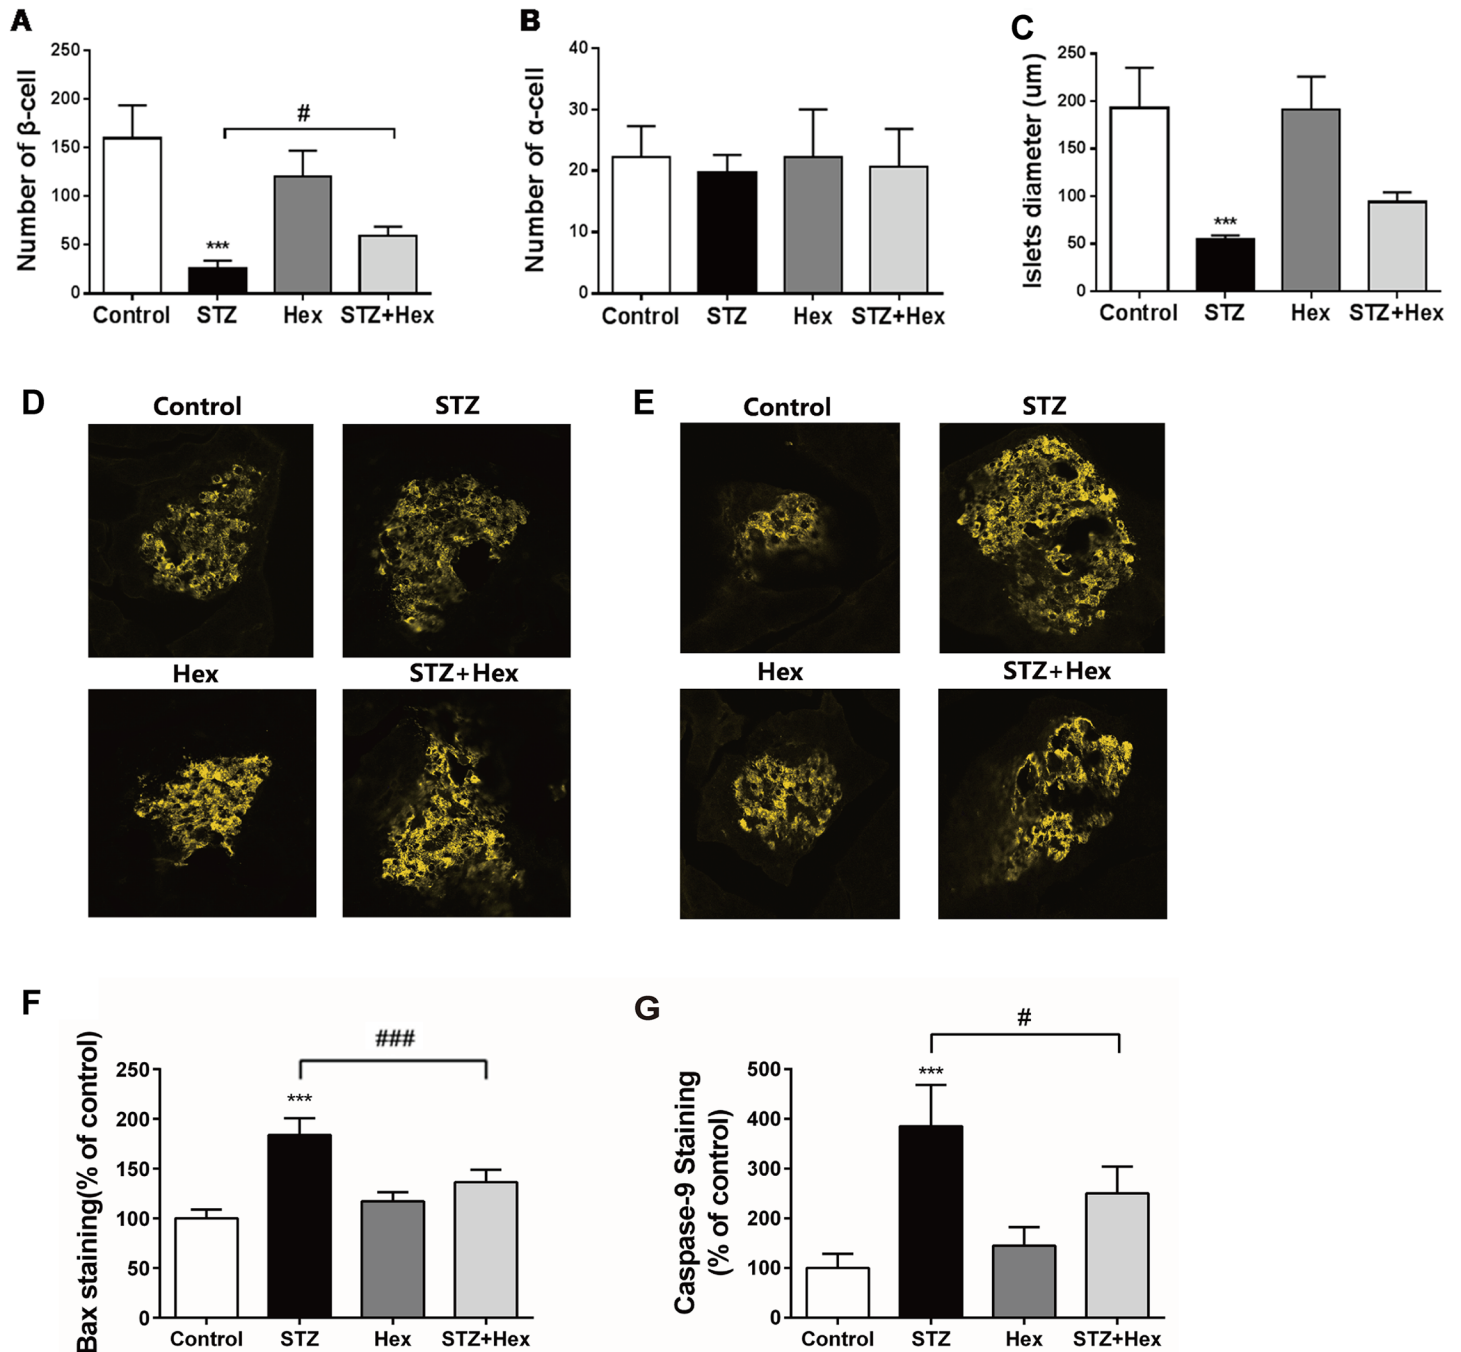 A
Number of β-cell
250
200
150
100
50
0
***
#
Control STZ Hex STZ+Hex
B
Number of α-cell
40
30
20
10
0
Control STZ Hex STZ+Hex
C
Islets diameter (um)
250
200
150
100
50
0
***
Control STZ Hex STZ+Hex
D
Control STZ
Hex STZ+Hex
E
Control STZ
Hex STZ+Hex
F
Bax staining(% of control)
250
200
150
100
50
0
***
###
Control STZ Hex STZ+Hex
G
Caspase-9 Staining
(% of control)
500
400
300
200
100
0
***
#
Control STZ Hex STZ+Hex